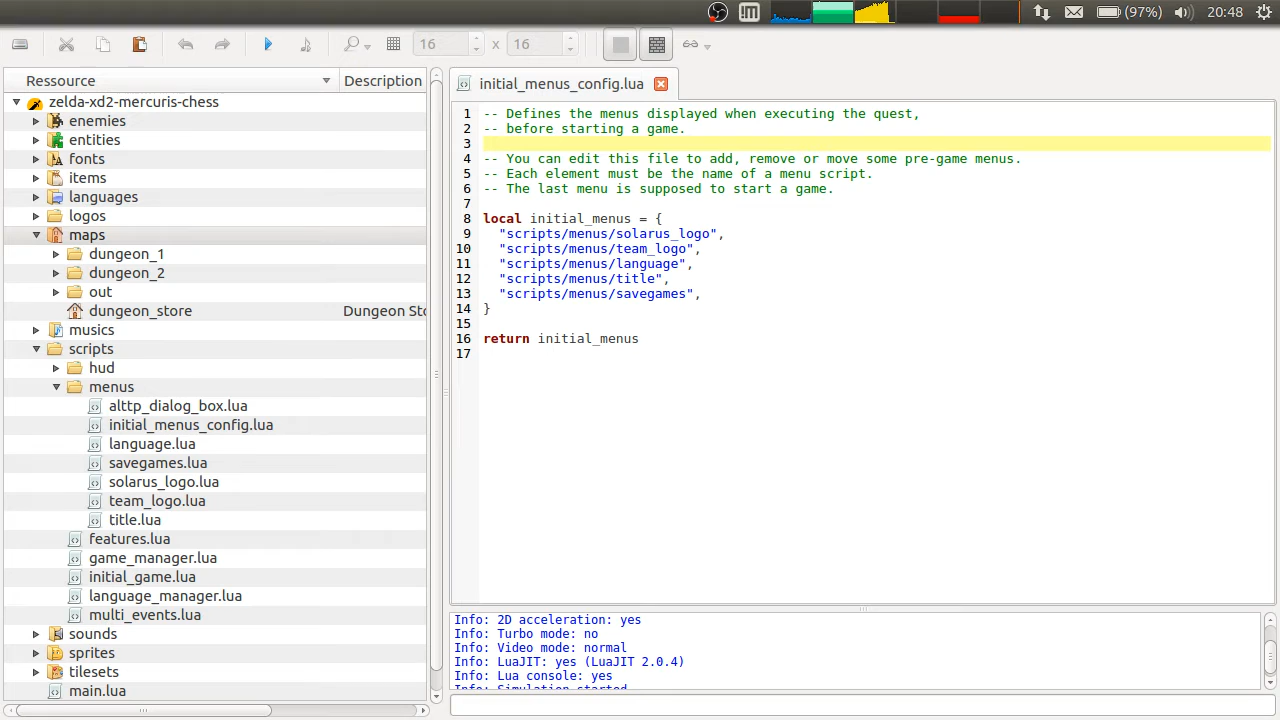 (97%) 20:48
16 x 16
Ressource Description
zelda-xd2-mercuris-chess
enemies
entities
fonts
items
languages
logos
maps
dungeon_1
dungeon_2
out
dungeon_store Dungeon Sto
musics
scripts
hud
menus
alttp_dialog_box.lua
initial_menus_config.lua
language.lua
savegames.lua
solarus_logo.lua
team_logo.lua
title.lua
features.lua
game_manager.lua
initial_game.lua
language_manager.lua
multi_events.lua
sounds
sprites
tilesets
main.lua
initial_menus_config.lua
1 -- Defines the menus displayed when executing the quest,
2 -- before starting a game.
3
4 -- You can edit this file to add, remove or move some pre-game menus.
5 -- Each element must be the name of a menu script.
6 -- The last menu is supposed to start a game.
7
8 local initial_menus = {
9 "scripts/menus/solarus_logo",
10 "scripts/menus/team_logo",
11 "scripts/menus/language",
12 "scripts/menus/title",
13 "scripts/menus/savegames",
14 }
15
16 return initial_menus
17
Info: 2D acceleration: yes
Info: Turbo mode: no
Info: Video mode: normal
Info: LuaJIT: yes (LuaJIT 2.0.4)
Info: Lua console: yes
Info: Simulation started